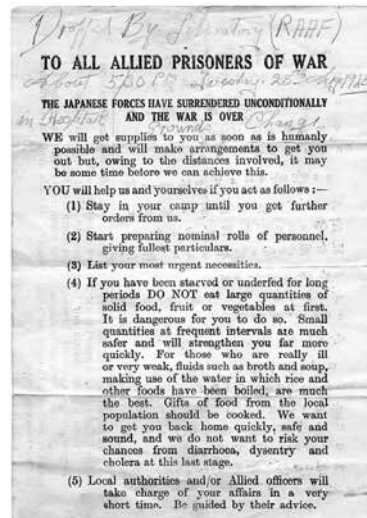 Dropped By Liberatory (RAAF)
TO ALL ALLIED PRISONERS OF WAR
About 5.30 PM Tuesday 28th Aug 1945
THE JAPANESE FORCES HAVE SURRENDERED UNCONDITIONALLY
AND THE WAR IS OVER
in Hospital Grounds Changi
WE will get supplies to you as soon as is humanly
possible and will make arrangements to get you
out but, owing to the distances involved, it may
be some time before we can achieve this.
YOU will help us and yourselves if you act as follows :—
(1) Stay in your camp until you get further
orders from us.
(2) Start preparing nominal rolls of personnel,
giving fullest particulars.
(3) List your most urgent necessities.
(4) If you have been starved or underfed for long
periods DO NOT eat large quantities of
solid food, fruit or vegetables at first.
It is dangerous for you to do so. Small
quantities at frequent intervals are much
safer and will strengthen you far more
quickly. For those who are really ill
or very weak, fluids such as broth and soup,
making use of the water in which rice and
other foods have been boiled, are much
the best. Gifts of food from the local
population should be cooked. We want
to get you back home quickly, safe and
sound, and we do not want to risk your
chances from diarrhoea, dysentry and
cholera at this last stage.
(5) Local authorities and/or Allied officers will
take charge of your affairs in a very
short time. Be guided by their advice.